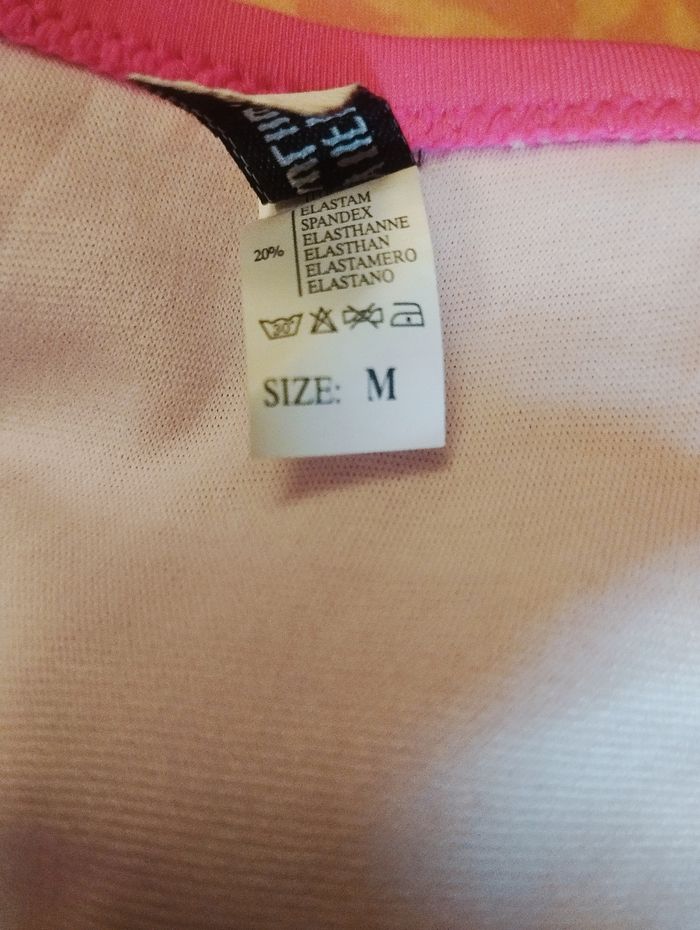 ELASTAM
SPANDEX
ELASTHANNE
20%
ELASTHAN
ELASTAMERO
ELASTANO
30
SIZE: M